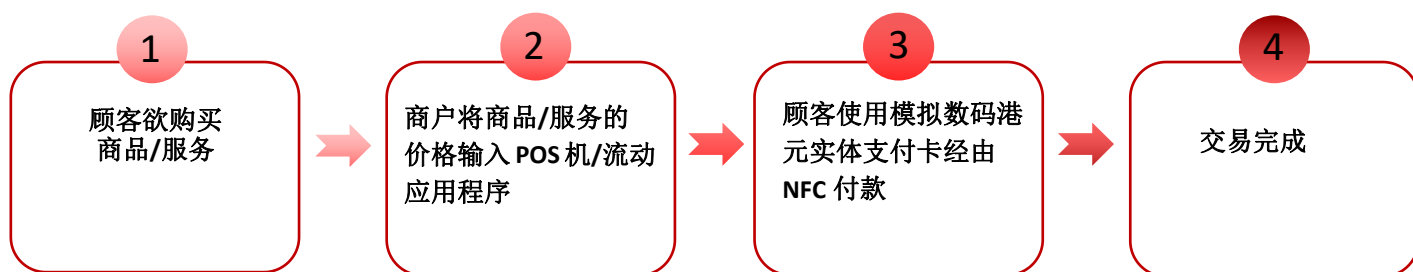 1
顾客欲购买
商品/服务
2
商户将商品/服务的
价格输入 POS 机/流动
应用程序
3
顾客使用模拟数码港
元实体支付卡经由
NFC 付款
4
交易完成